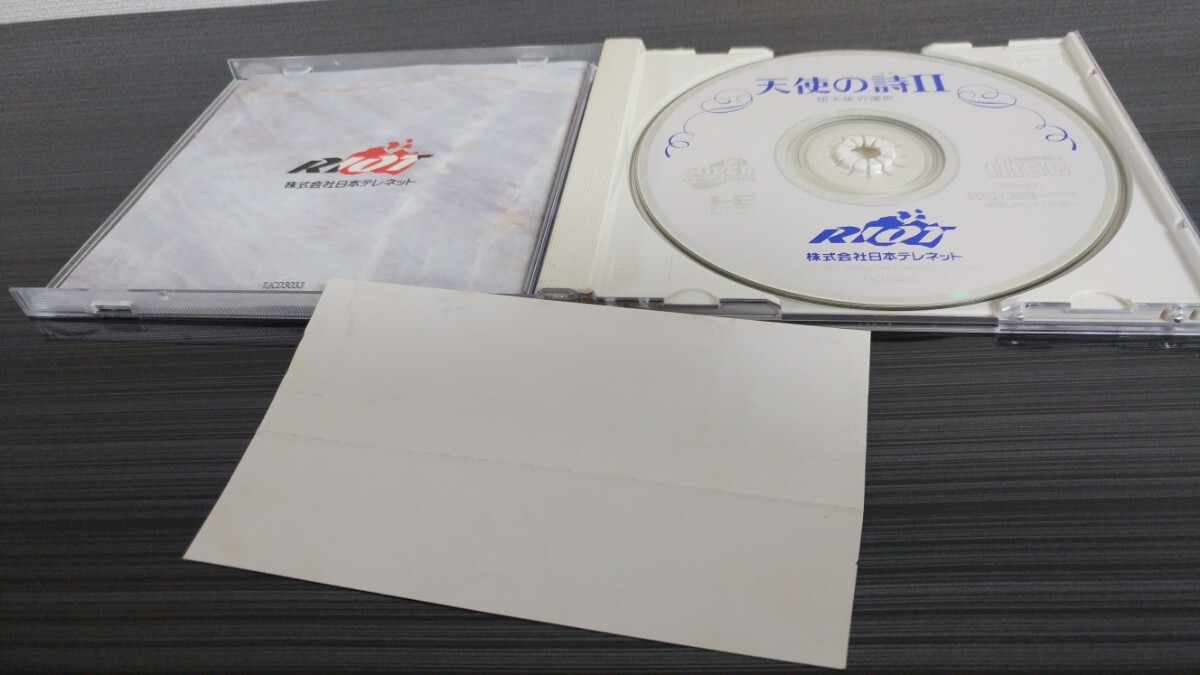 RIOT
株式会社日本テレネット
TJCD3033
天使の詩II
堕天使の選択
SUPER
RIOT
株式会社日本テレネット
TJCD3033